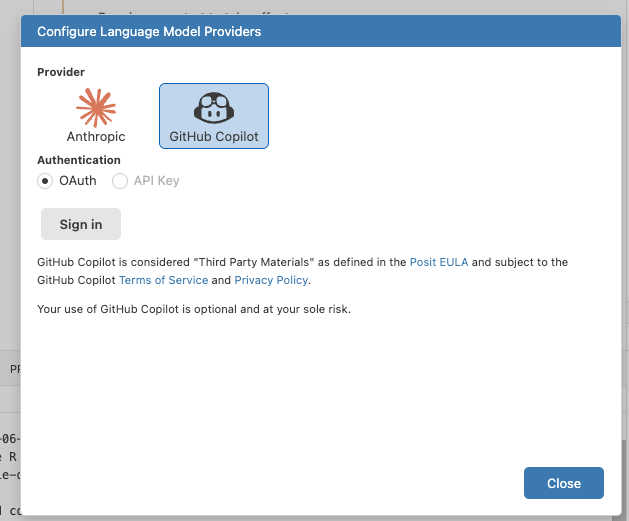 Configure Language Model Providers
Provider
Anthropic
GitHub Copilot
Authentication
OAuth
API Key
Sign in
GitHub Copilot is considered "Third Party Materials" as defined in the Posit EULA and subject to the
GitHub Copilot Terms of Service and Privacy Policy.
Your use of GitHub Copilot is optional and at your sole risk.
Close